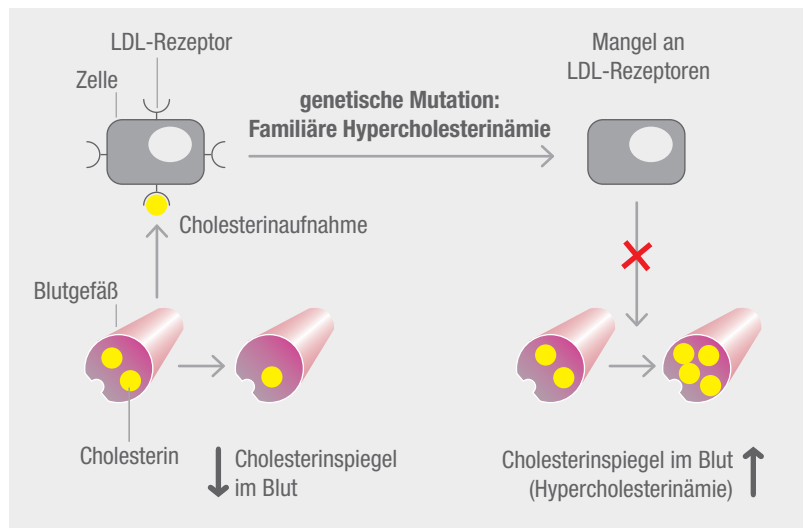 LDL-Rezeptor
Zelle
genetische Mutation:
Familiäre Hypercholesterinämie
Mangel an
LDL-Rezeptoren
Cholesterinaufnahme
Blutgefäß
Cholesterin
Cholesterinspiegel
im Blut
Cholesterinspiegel im Blut
(Hypercholesterinämie)